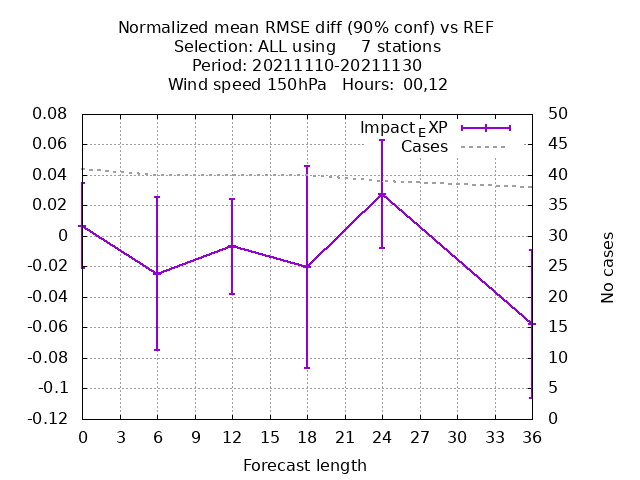 Normalized mean RMSE diff (90% conf) vs REF
Selection: ALL using 7 stations
Period: 20211110-20211130
Wind speed 150hPa Hours: 00,12
0.08 50
Impact_EXP
0.06 45
Cases
0.04 40
0.02 35
0 30
-0.02 25
-0.04 20
-0.06 15
-0.08 10
-0.1 5
-0.12 0
No cases
0 3 6 9 12 15 18 21 24 27 30 33 36
Forecast length